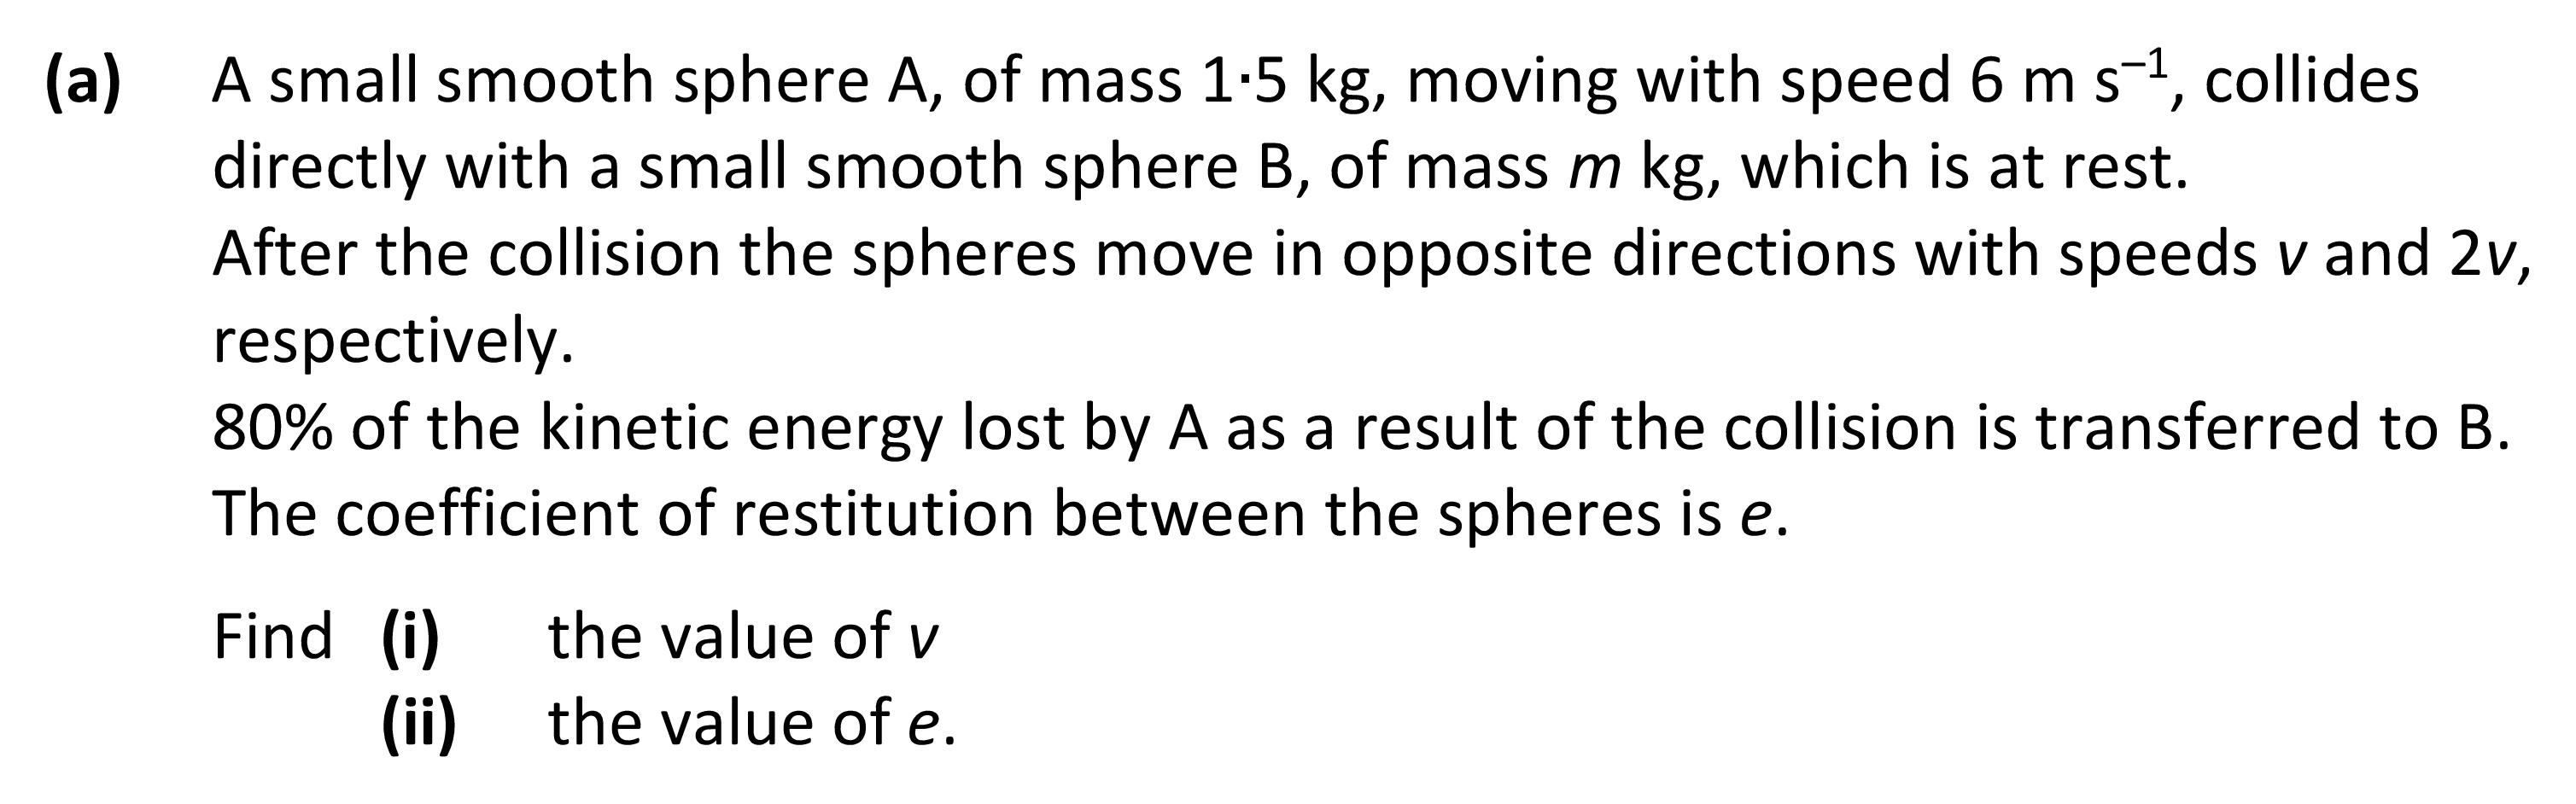 (a) A small smooth sphere A, of mass 1·5 kg, moving with speed 6 m s⁻¹, collides
directly with a small smooth sphere B, of mass m kg, which is at rest.
After the collision the spheres move in opposite directions with speeds v and 2v,
respectively.
80% of the kinetic energy lost by A as a result of the collision is transferred to B.
The coefficient of restitution between the spheres is e.
Find (i) the value of v
(ii) the value of e.